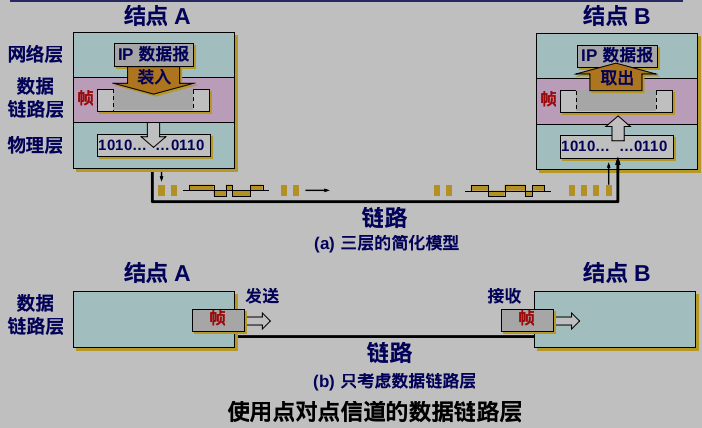 结点 A
结点 B
网络层
IP 数据报
IP 数据报
装入
取出
数据
链路层
帧
帧
物理层
1010… …0110
1010… …0110
链路
(a) 三层的简化模型
结点 A
结点 B
数据
链路层
发送
接收
帧
帧
链路
(b) 只考虑数据链路层
使用点对点信道的数据链路层